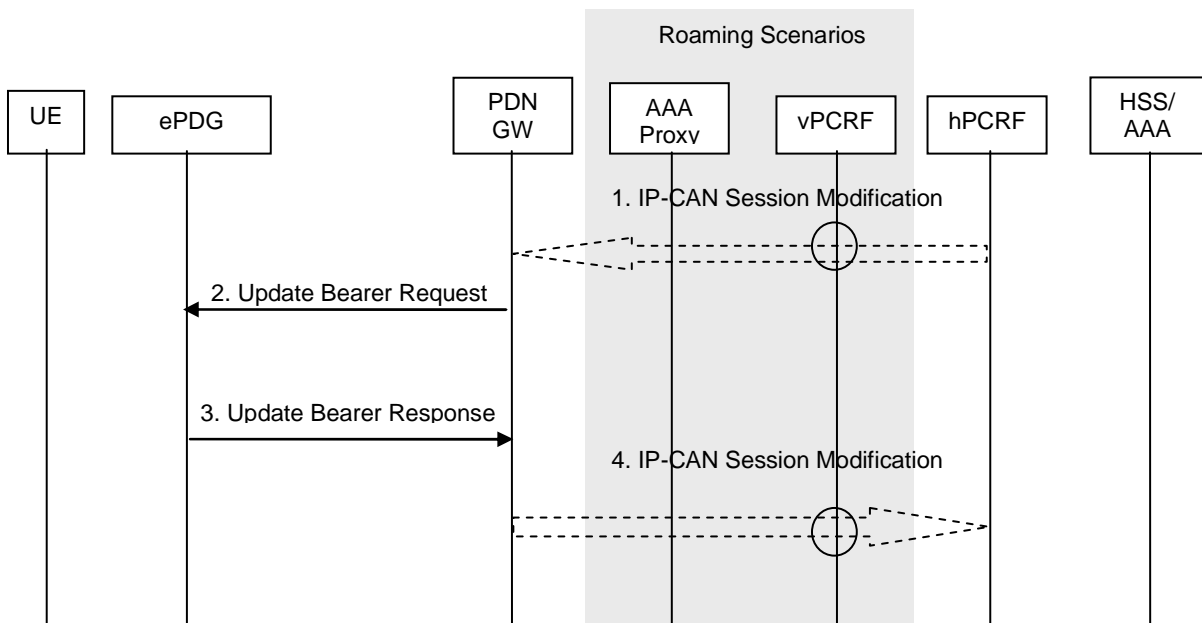 Roaming Scenarios
UE
ePDG
PDN
GW
AAA
Proxy
vPCRF
hPCRF
HSS/
AAA
1. IP-CAN Session Modification
2. Update Bearer Request
3. Update Bearer Response
4. IP-CAN Session Modification